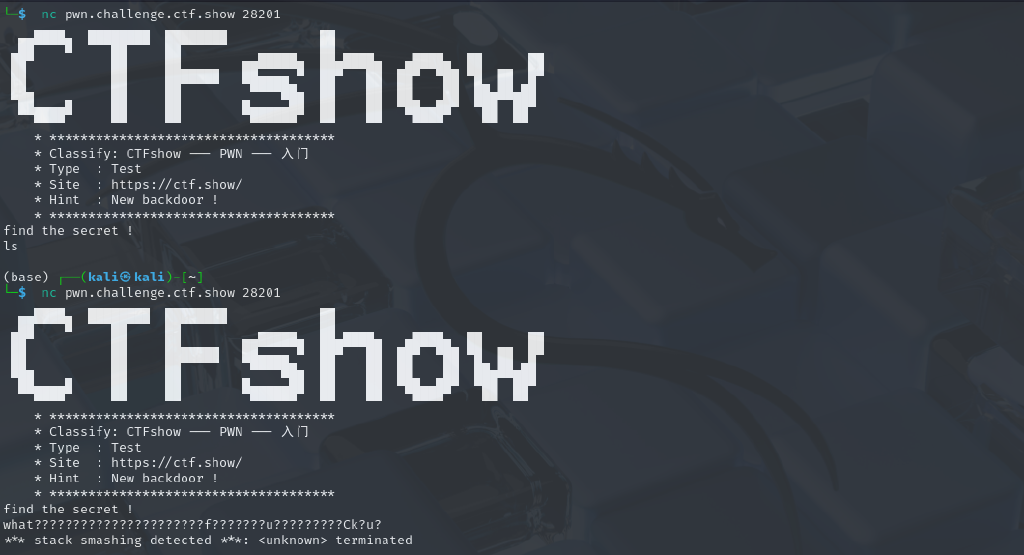 └─$ nc pwn.challenge.ctf.show 28201
CTFshow
* *************************************
* Classify: CTFshow --- PWN --- 入门
* Type  : Test
* Site  : https://ctf.show/
* Hint  : New backdoor !
* *************************************
find the secret !
ls
(base) ┌──(kali㉿kali)-[~]
└─$ nc pwn.challenge.ctf.show 28201
CTFshow
* *************************************
* Classify: CTFshow --- PWN --- 入门
* Type  : Test
* Site  : https://ctf.show/
* Hint  : New backdoor !
* *************************************
find the secret !
what??????????????????????f???????u?????????Ck?u?
*** stack smashing detected ***: <unknown> terminated